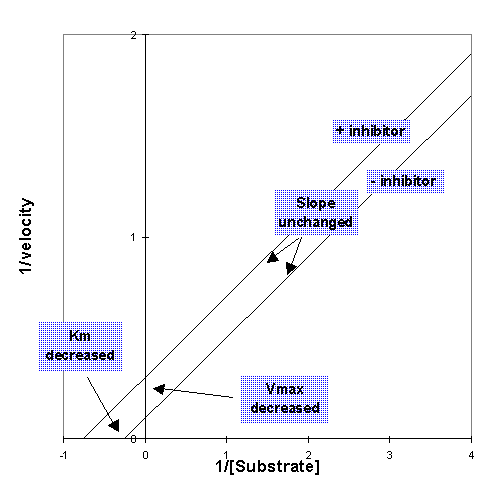 2
+ inhibitor
- inhibitor
Slope
unchanged
1/velocity
1
Km
decreased
Vmax
decreased
0
-1 0 1 2 3 4
1/[Substrate]